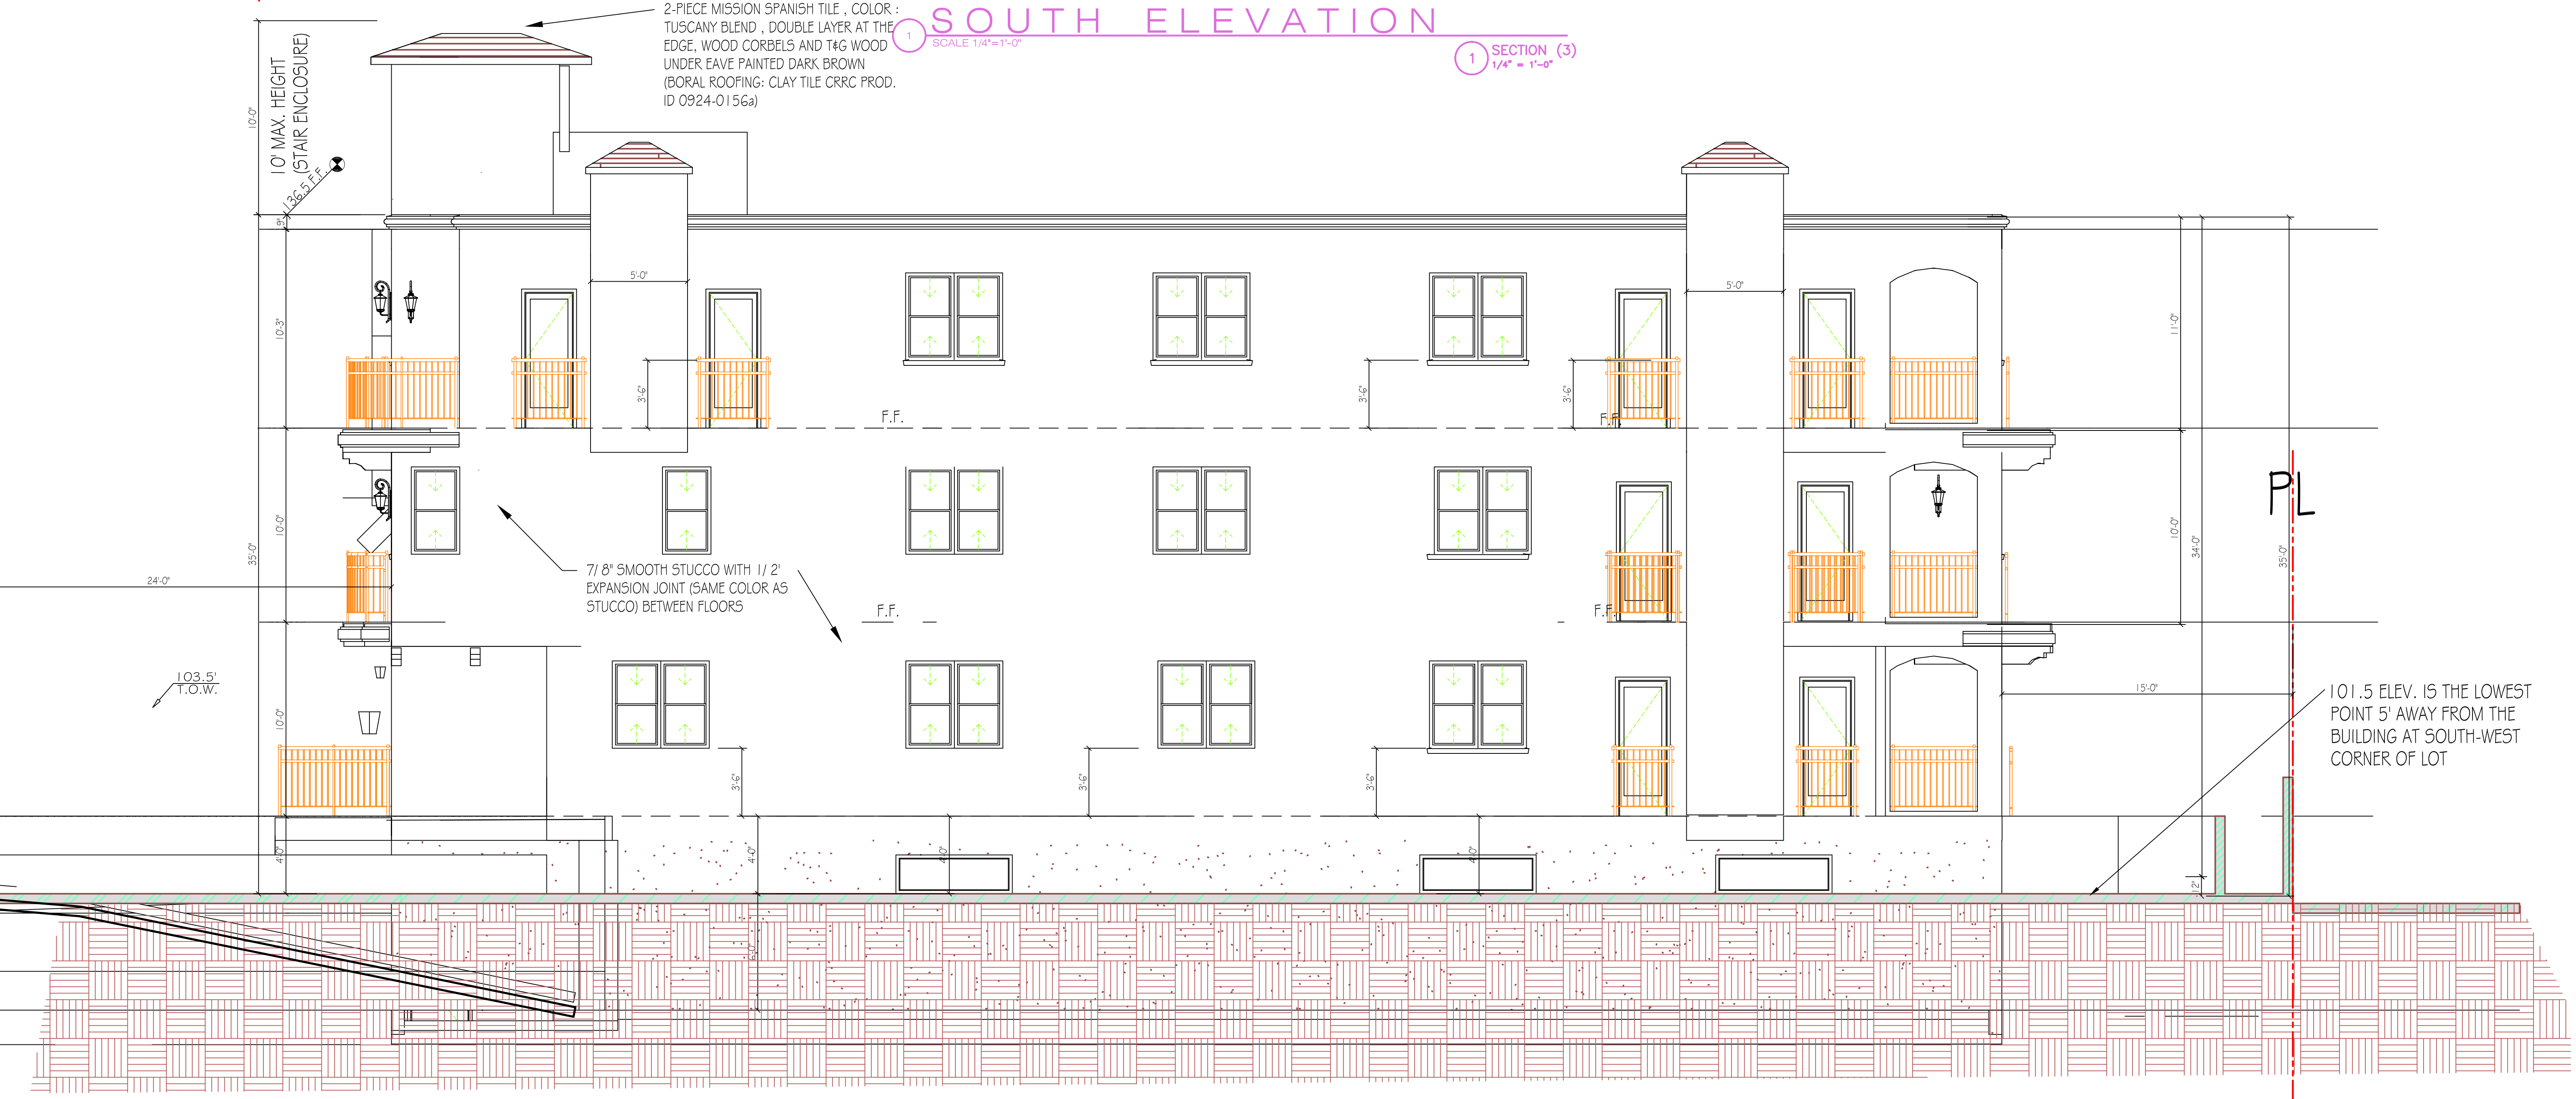 2-PIECE MISSION SPANISH TILE , COLOR :
TUSCANY BLEND , DOUBLE LAYER AT THE
EDGE, WOOD CORBELS AND T&G WOOD
UNDER EAVE PAINTED DARK BROWN
(BORAL ROOFING: CLAY TILE CRRC PROD.
ID 0924-0156a)
1
SOUTH ELEVATION
SCALE 1/4"=1'-0"
1
SECTION (3)
1/4" = 1'-0"
10'-0"
10' MAX. HEIGHT
(STAIR ENCLOSURE)
136.5 F.F.
9"
10'-3"
5'-0"
5'-0"
11'-0"
3'-6"
3'-6"
3'-6"
F.F.
F.F.
PL
35'-0"
10'-0"
10'-0"
34'-0"
35'-0"
24'-0"
7/ 8" SMOOTH STUCCO WITH 1/ 2'
EXPANSION JOINT (SAME COLOR AS
STUCCO) BETWEEN FLOORS
F.F.
F.F.
103.5'
T.O.W.
10'-0"
15'-0"
101.5 ELEV. IS THE LOWEST
POINT 5' AWAY FROM THE
BUILDING AT SOUTH-WEST
CORNER OF LOT
3'-6"
3'-6"
3'-6"
4'-0"
4'-0"
4'-0"
4'-0"
12"